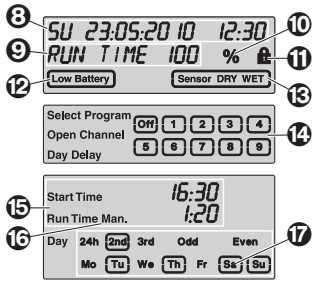 8 SU 23:05:2010 12:30 10
9 RUN TIME 100 % 11
12 Low Battery Sensor DRY WET 13
Select Program Off 1 2 3 4
Open Channel 14
Day Delay 5 6 7 8 9
15 Start Time 16:30
16 Run Time Man. 1:20
Day 24h 2nd 3rd Odd Even 17
Mo Tu We Th Fr Sa Su